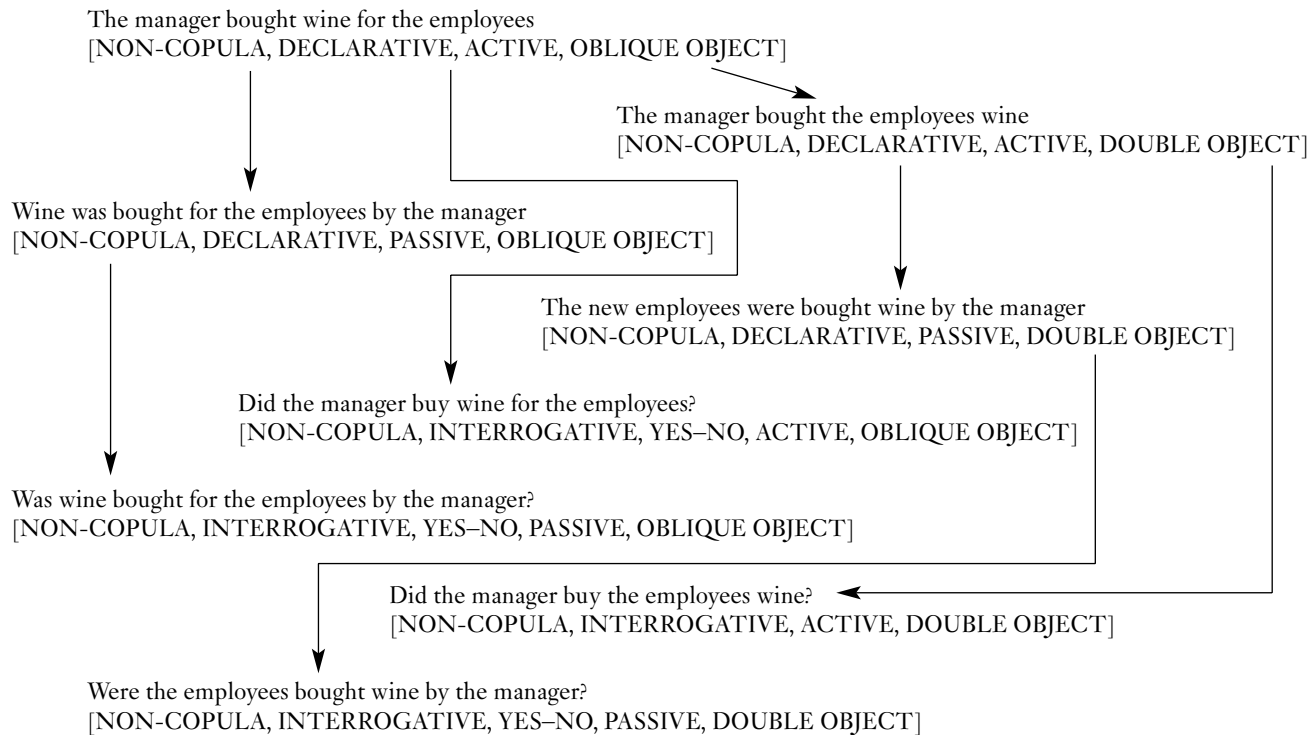 The manager bought wine for the employees
[NON-COPULA, DECLARATIVE, ACTIVE, OBLIQUE OBJECT]
The manager bought the employees wine
[NON-COPULA, DECLARATIVE, ACTIVE, DOUBLE OBJECT]
Wine was bought for the employees by the manager
[NON-COPULA, DECLARATIVE, PASSIVE, OBLIQUE OBJECT]
The new employees were bought wine by the manager
[NON-COPULA, DECLARATIVE, PASSIVE, DOUBLE OBJECT]
Did the manager buy wine for the employees?
[NON-COPULA, INTERROGATIVE, YES–NO, ACTIVE, OBLIQUE OBJECT]
Was wine bought for the employees by the manager?
[NON-COPULA, INTERROGATIVE, YES–NO, PASSIVE, OBLIQUE OBJECT]
Did the manager buy the employees wine?
[NON-COPULA, INTERROGATIVE, ACTIVE, DOUBLE OBJECT]
Were the employees bought wine by the manager?
[NON-COPULA, INTERROGATIVE, YES–NO, PASSIVE, DOUBLE OBJECT]